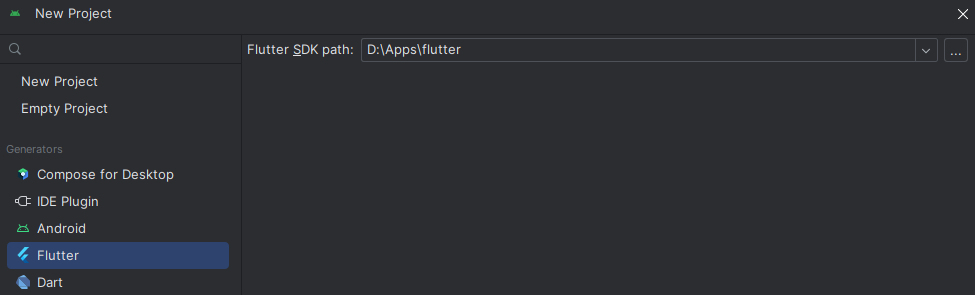 New Project
Flutter SDK path: D:\Apps\flutter ...
New Project
Empty Project
Generators
Compose for Desktop
IDE Plugin
Android
Flutter
Dart